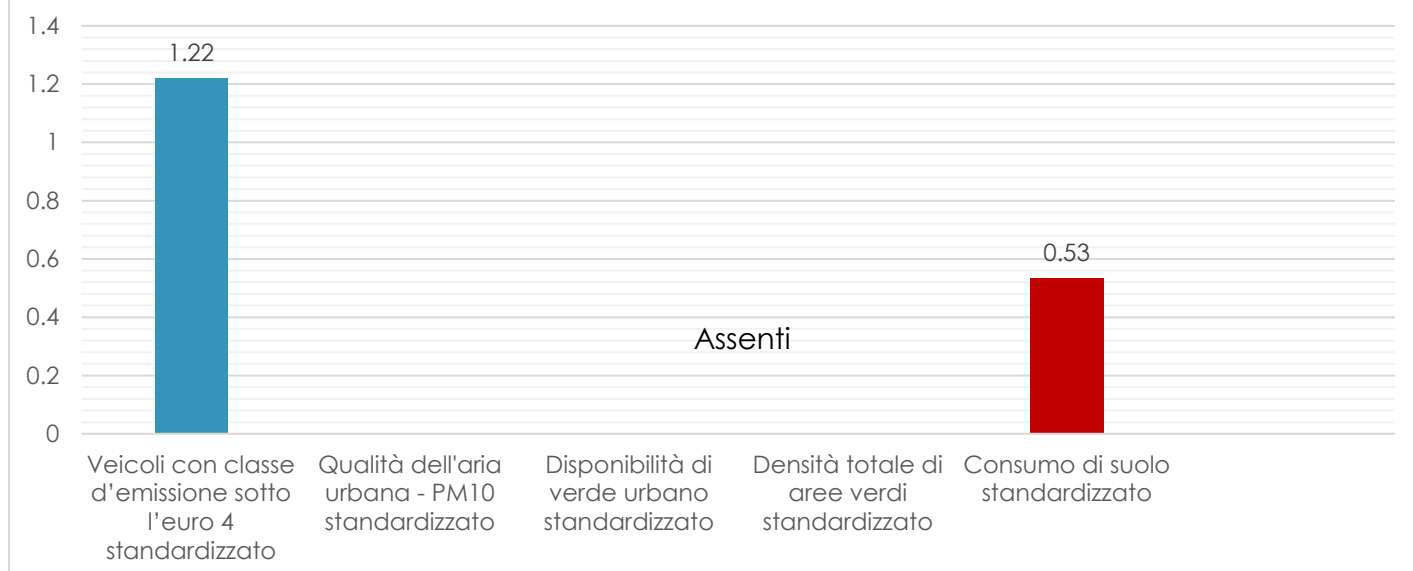 1.4
1.22
1.2
1
0.8
0.6
0.53
0.4
Assenti
0.2
0
Veicoli con classe
d’emissione sotto
l’euro 4
standardizzato
Qualità dell'aria
urbana - PM10
standardizzato
Disponibilità di
verde urbano
standardizzato
Densità totale di
aree verdi
standardizzato
Consumo di suolo
standardizzato